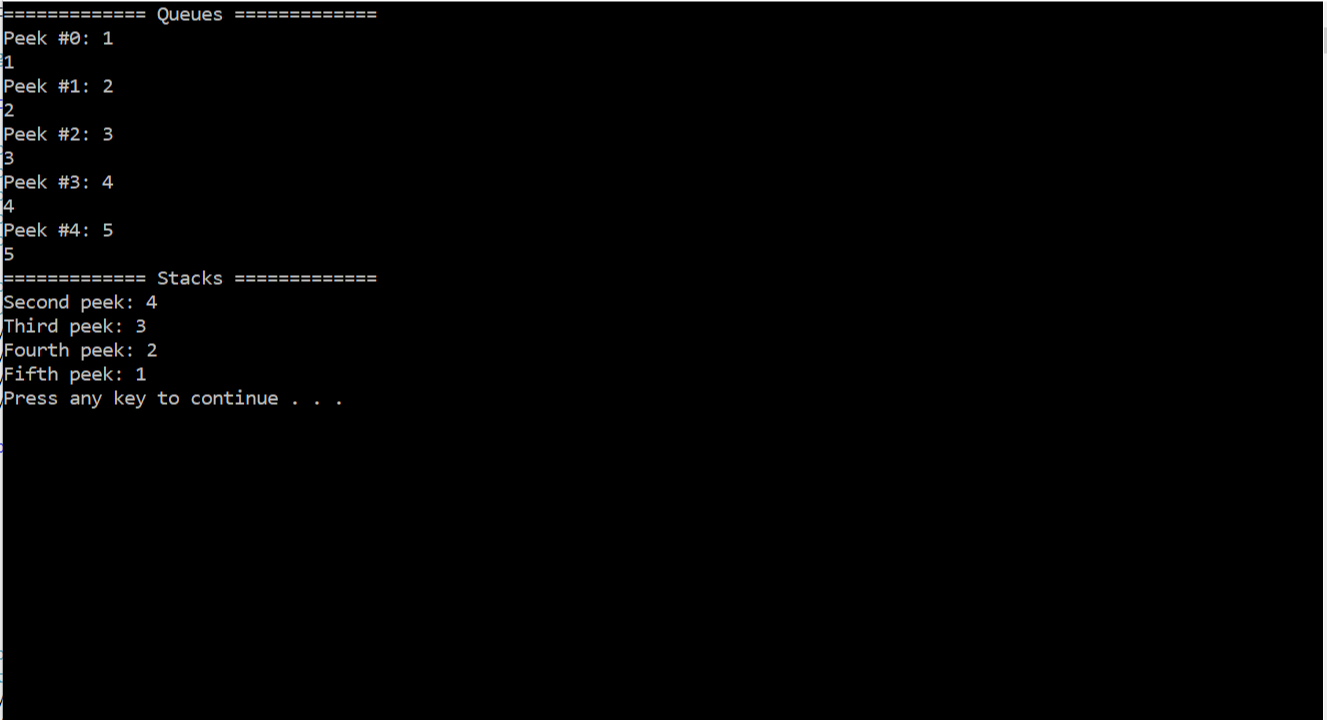 ============= Queues =============
Peek #0: 1
1
Peek #1: 2
2
Peek #2: 3
3
Peek #3: 4
4
Peek #4: 5
5
============= Stacks =============
Second peek: 4
Third peek: 3
Fourth peek: 2
Fifth peek: 1
Press any key to continue . . .